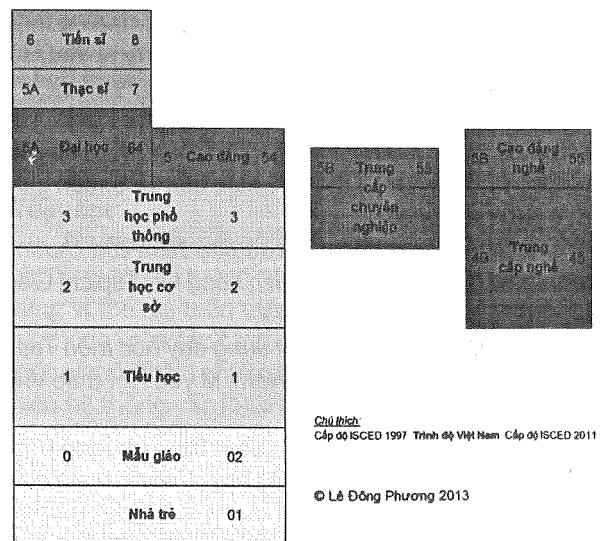 6 Tiến sĩ 8
5A Thạc sĩ 7
5A Đại học 64
5 Cao đẳng 54
3 Trung học phổ thông 3
2 Trung học cơ sở 2
1 Tiểu học 1
0 Mẫu giáo 02
Nhà trẻ 01
5B Trung cấp chuyên nghiệp 55
5B Cao đẳng nghề 55
Trung cấp nghề 45
Chú thích:
Cấp độ ISCED 1997 Trình độ Việt Nam Cấp độ ISCED 2011
© Lê Đông Phương 2013